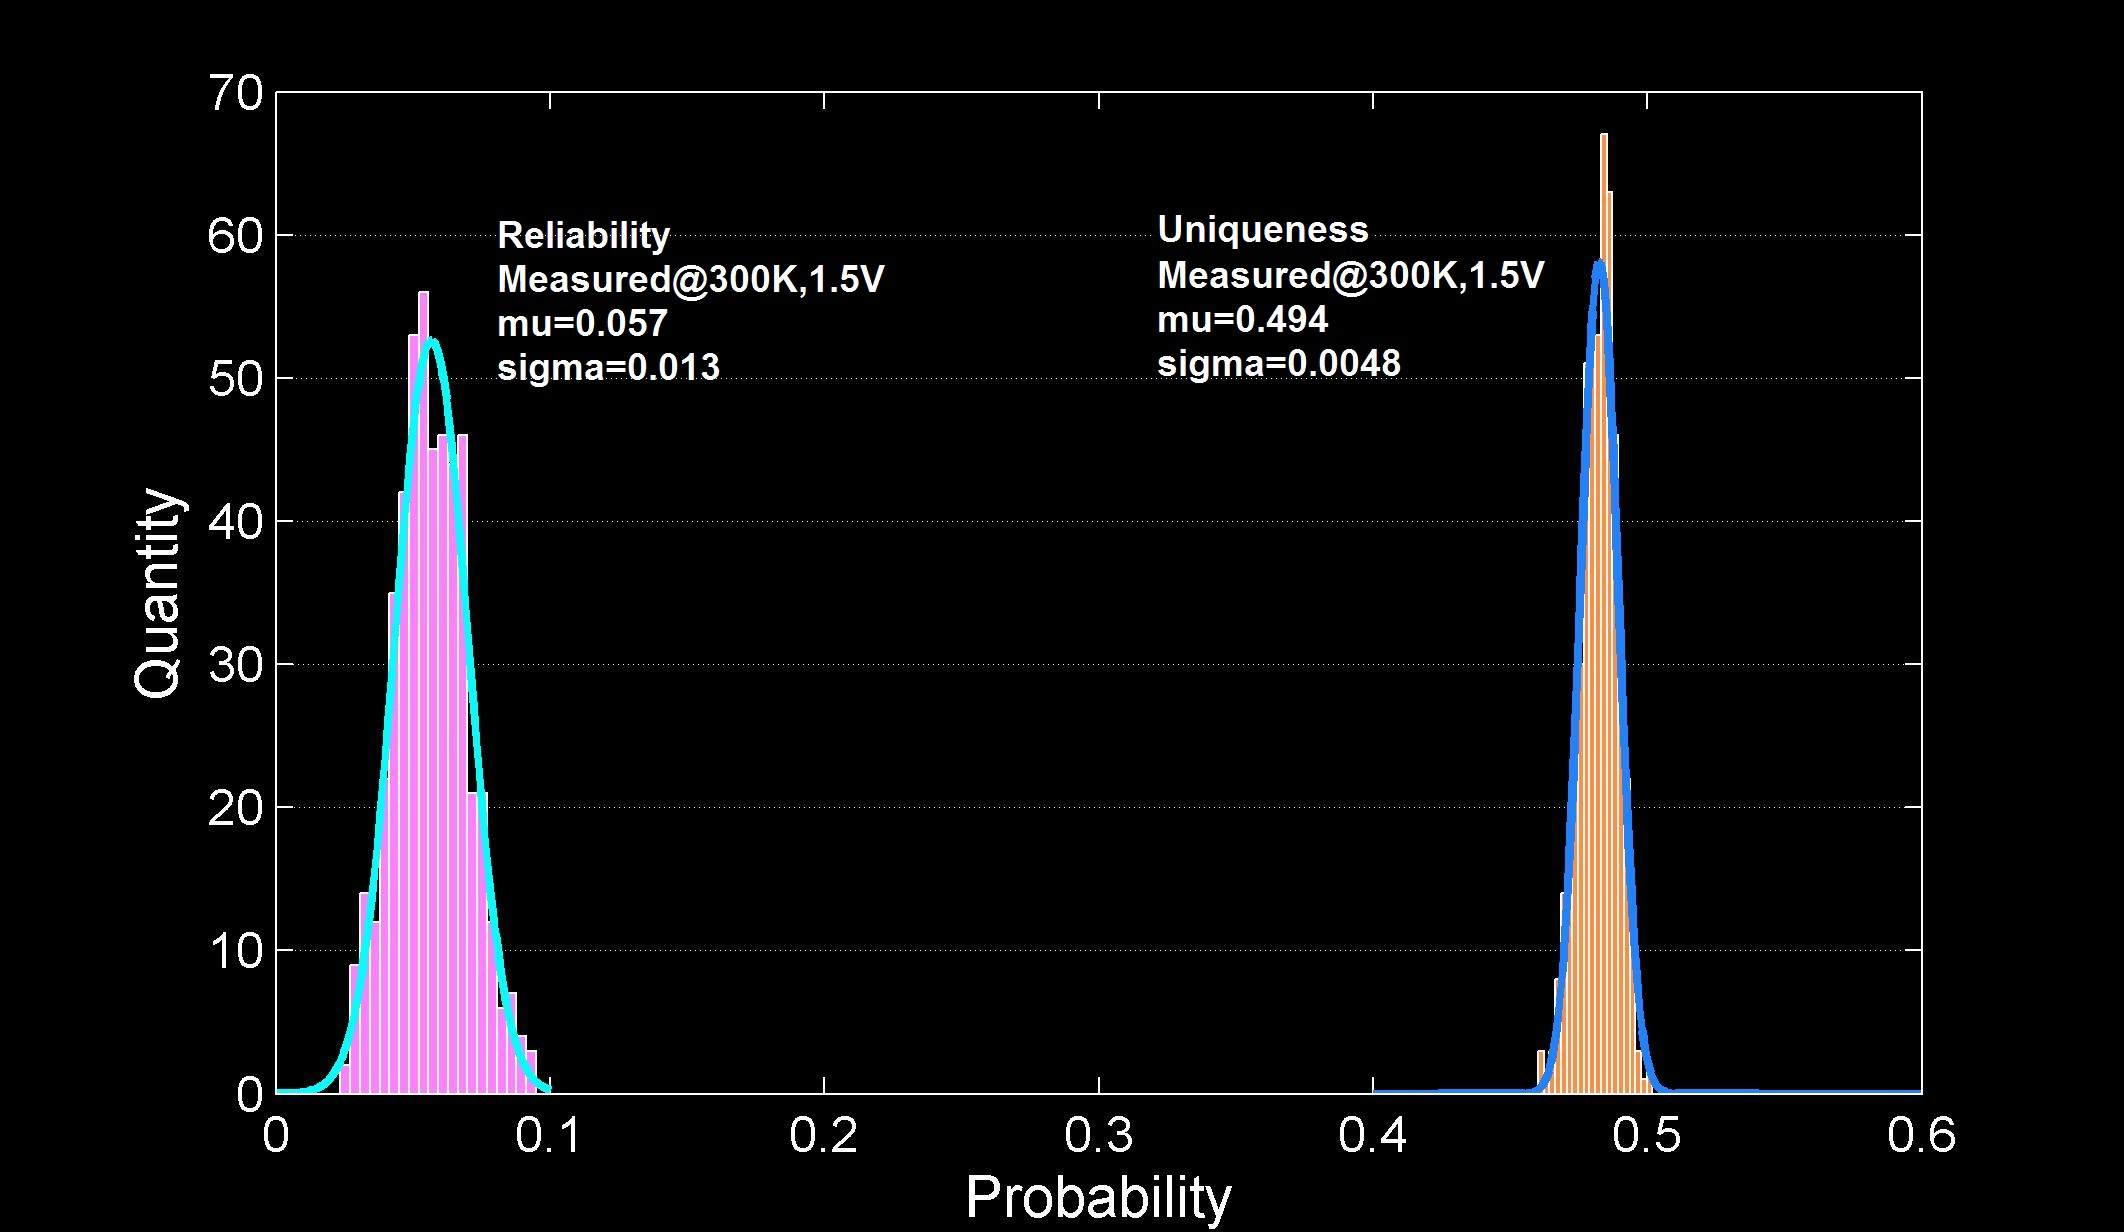 70
60
50
40
30
20
10
0
Quantity
Reliability
Measured@300K,1.5V
mu=0.057
sigma=0.013
Uniqueness
Measured@300K,1.5V
mu=0.494
sigma=0.0048
0 0.1 0.2 0.3 0.4 0.5 0.6
Probability